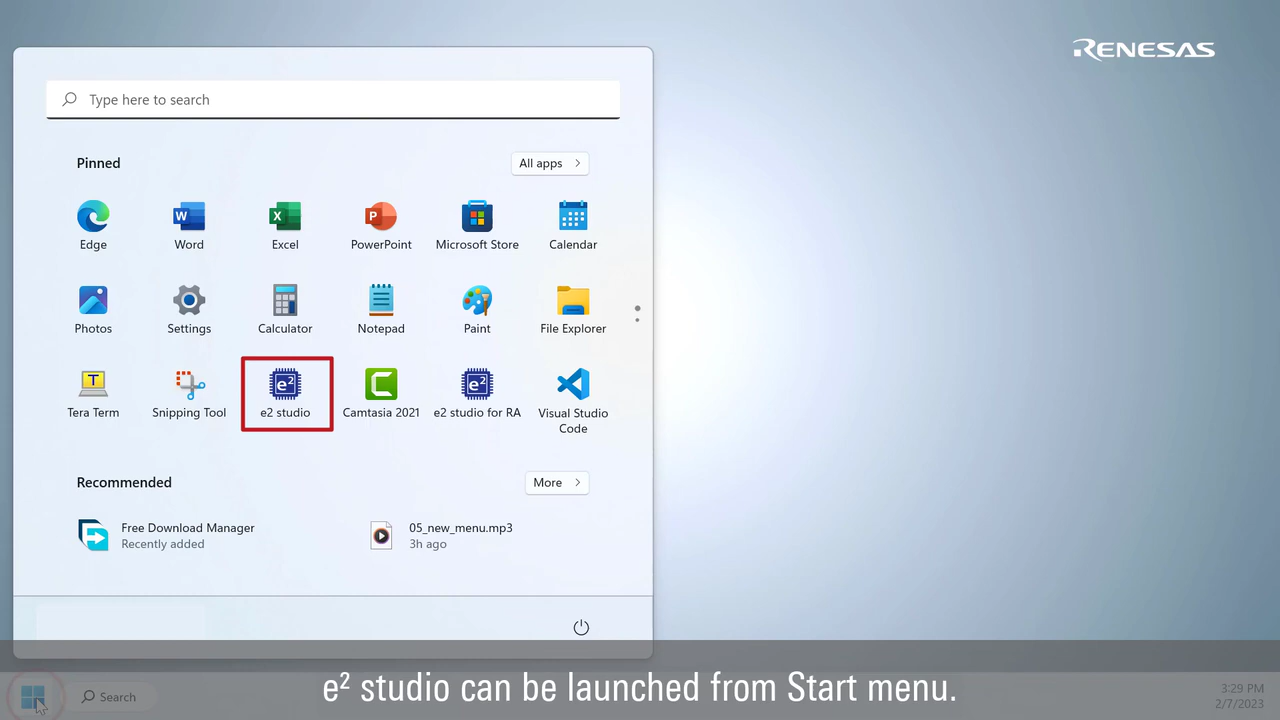 RENESAS
Type here to search
Pinned
All apps
Edge
Word
Excel
PowerPoint
Microsoft Store
Calendar
Photos
Settings
Calculator
Notepad
Paint
File Explorer
Tera Term
Snipping Tool
e2 studio
Camtasia 2021
e2 studio for RA
Visual Studio
Code
Recommended
More
Free Download Manager
Recently added
05_new_menu.mp3
3h ago
e² studio can be launched from Start menu.
Search
3:29 PM
2/7/2023